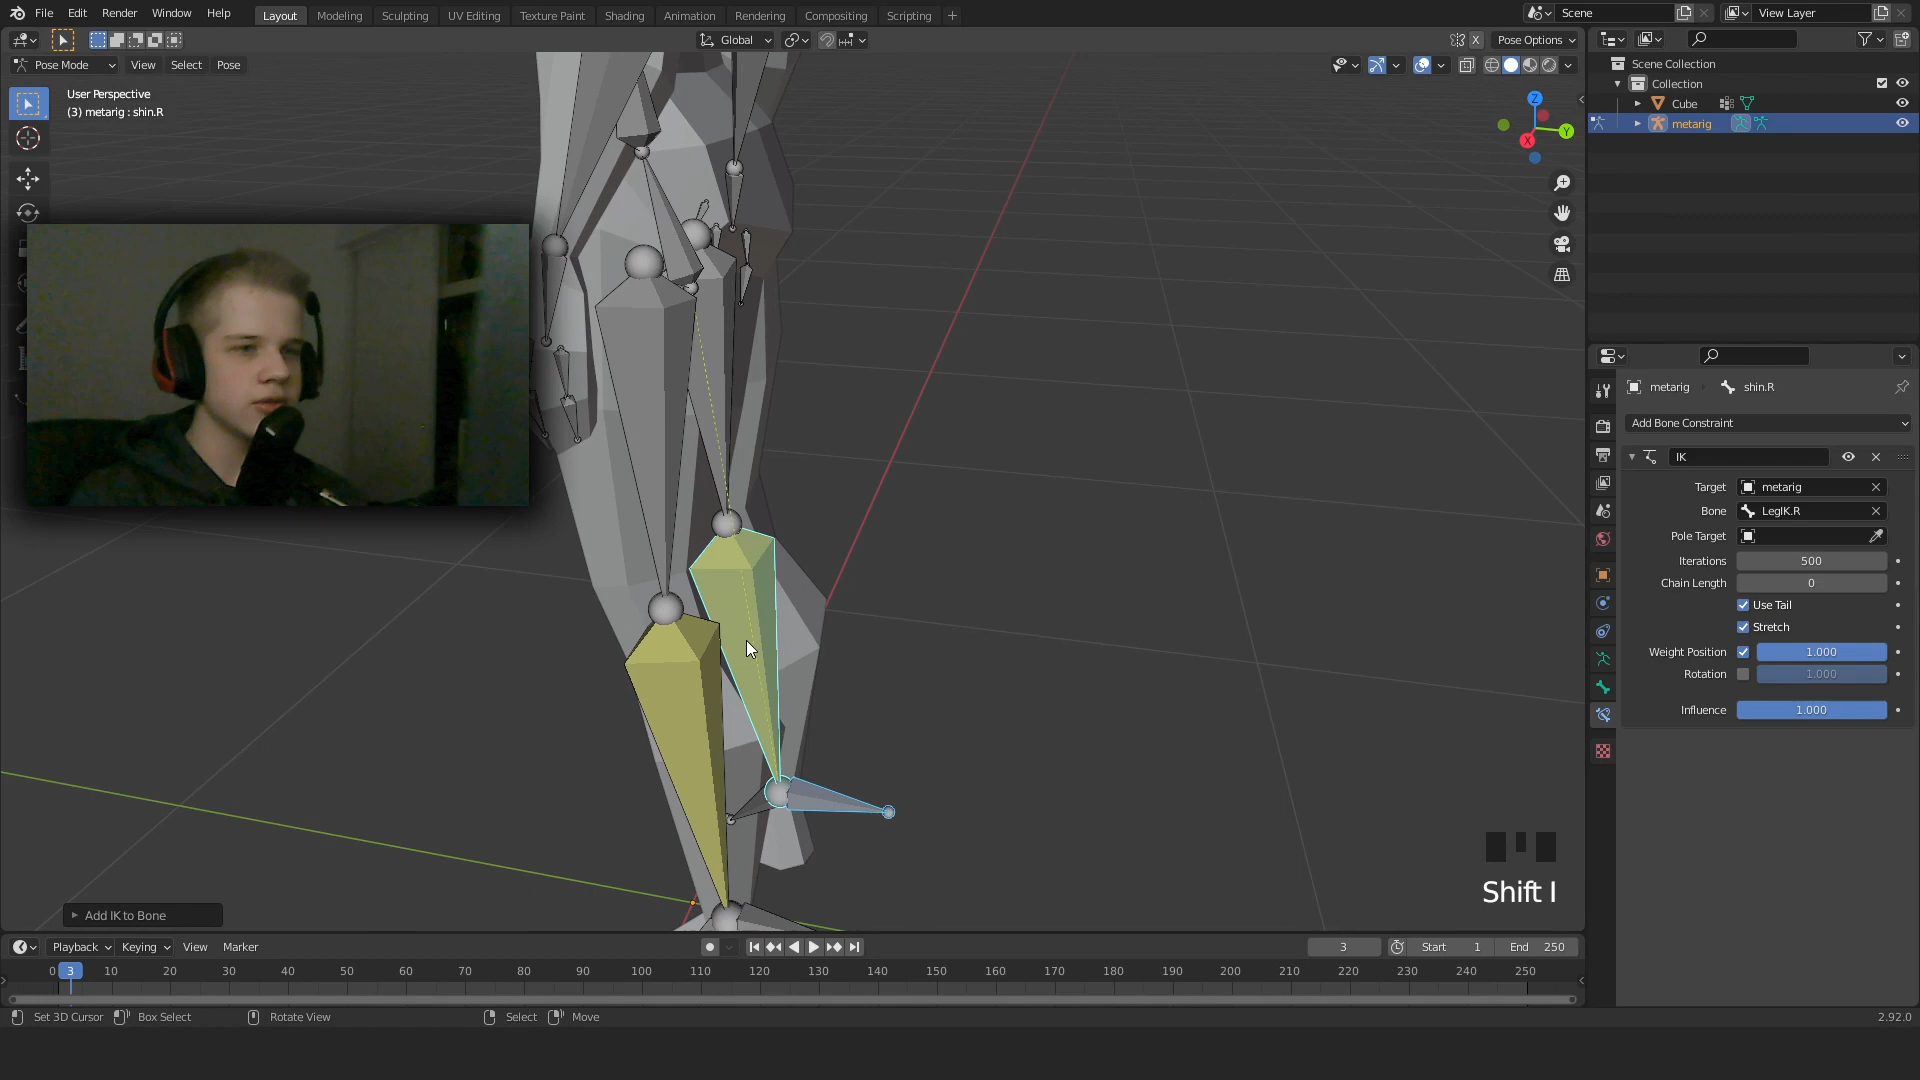 File Edit Render Window Help Layout Modeling Sculpting UV Editing Texture Paint Shading Animation Rendering Compositing Scripting + Scene View Layer
Global X Pose Options
Pose Mode View Select Pose
User Perspective
(3) metarig : shin.R
Z
Y
X
Scene Collection
Collection
Cube
metarig
metarig shin.R
Add Bone Constraint
IK
Target metarig
Bone LegIK.R
Pole Target
Iterations 500
Chain Length 0
Use Tail
Stretch
Weight Position 1.000
Rotation 1.000
Influence 1.000
Shift I
Add IK to Bone
Playback Keying View Marker 3 Start 1 End 250
0 3 10 20 30 40 50 60 70 80 90 100 110 120 130 140 150 160 170 180 190 200 210 220 230 240 250
Set 3D Cursor Box Select Rotate View Select Move 2.92.0